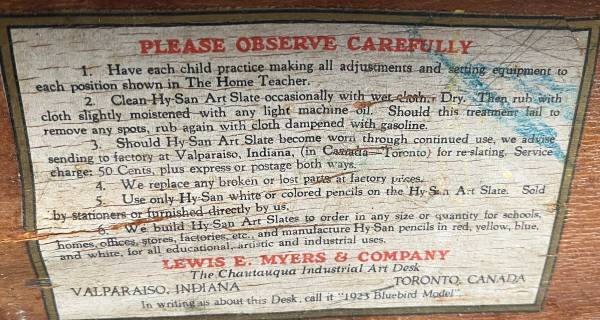 PLEASE OBSERVE CAREFULLY
1. Have each child practice making all adjustments and setting equipment to
each position shown in The Home Teacher.
2. Clean Hy-San Art Slate occasionally with wet cloth. Dry. Then rub with
cloth slightly moistened with any light machine oil. Should this treatment fail to
remove any spots, rub again with cloth dampened with gasoline.
3. Should Hy-San Art Slate become worn through continued use, we advise
sending to factory at Valparaiso, Indiana, (in Canada—Toronto) for re-slating. Service
charge: 50 Cents, plus express or postage both ways.
4. We replace any broken or lost parts at factory prices.
5. Use only Hy-San white or colored pencils on the Hy-San Art Slate. Sold
by stationers or furnished directly by us.
6. We build Hy-San Art Slates to order in any size or quantity for schools,
homes, offices, stores, factories, etc., and manufacture Hy-San pencils in red, yellow, blue,
and white, for all educational, artistic and industrial uses.
LEWIS E. MYERS & COMPANY
The Chautauqua Industrial Art Desk
VALPARAISO, INDIANA TORONTO, CANADA
In writing us about this Desk, call it "1923 Bluebird Model".